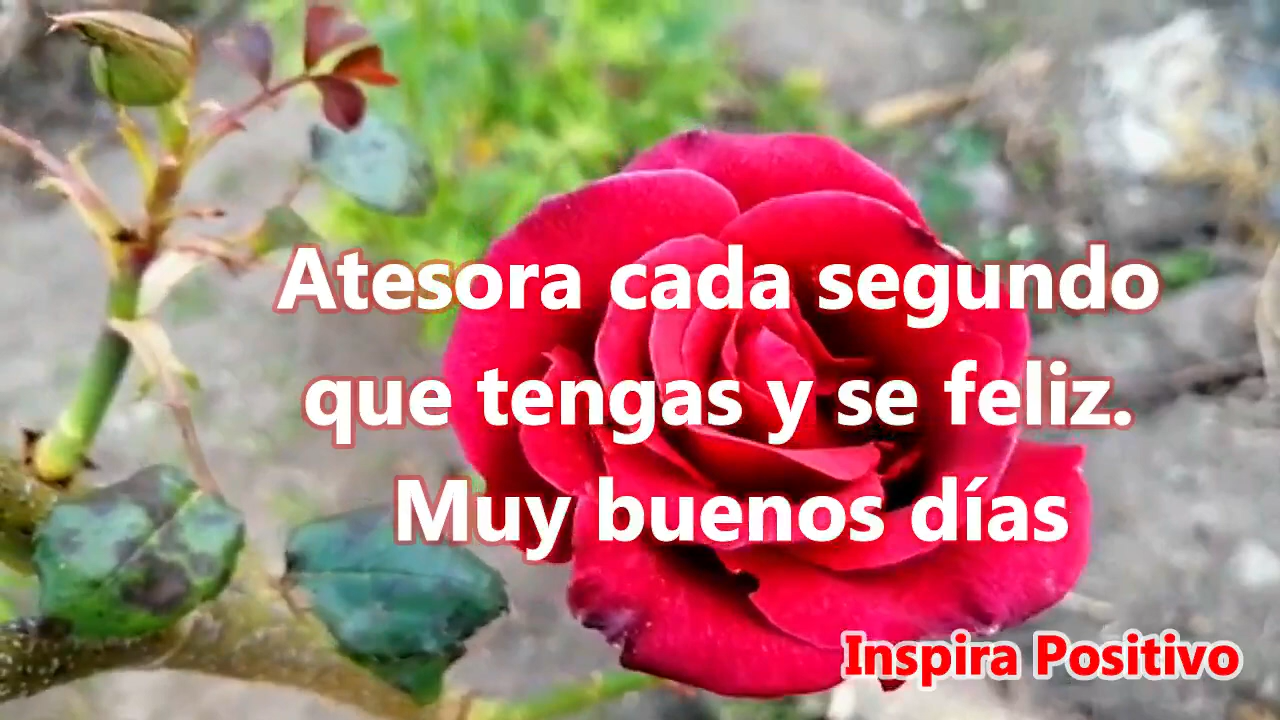 Atesora cada segundo
que tengas y se feliz.
Muy buenos días
Inspira Positivo